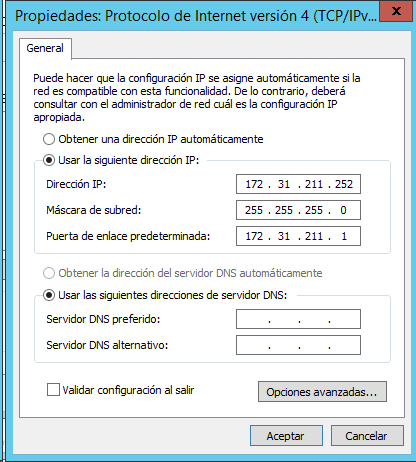 Propiedades: Protocolo de Internet versión 4 (TCP/IPv...
x
General
Puede hacer que la configuración IP se asigne automáticamente si la
red es compatible con esta funcionalidad. De lo contrario, deberá
consultar con el administrador de red cuál es la configuración IP
apropiada.
Obtener una dirección IP automáticamente
Usar la siguiente dirección IP:
Dirección IP: 172 . 31 . 211 . 252
Máscara de subred: 255 . 255 . 255 . 0
Puerta de enlace predeterminada: 172 . 31 . 211 . 1
Obtener la dirección del servidor DNS automáticamente
Usar las siguientes direcciones de servidor DNS:
Servidor DNS preferido: . . .
Servidor DNS alternativo: . . .
Validar configuración al salir
Opciones avanzadas...
Aceptar Cancelar